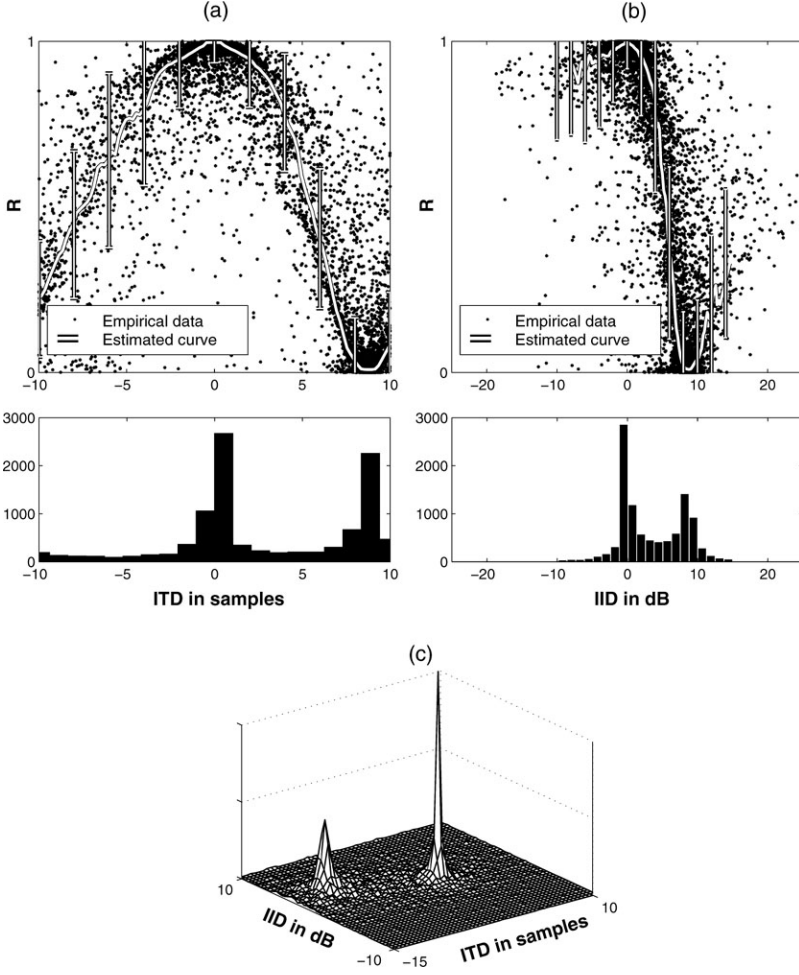 (a)
(b)
1
R
0
Empirical data
Estimated curve
−10 −5 0 5 10
1
R
0
Empirical data
Estimated curve
−20 −10 0 10 20
3000
2000
1000
0
−10 −5 0 5 10
ITD in samples
3000
2000
1000
0
−20 −10 0 10 20
IID in dB
(c)
10
IID in dB
−10
−15
ITD in samples
10